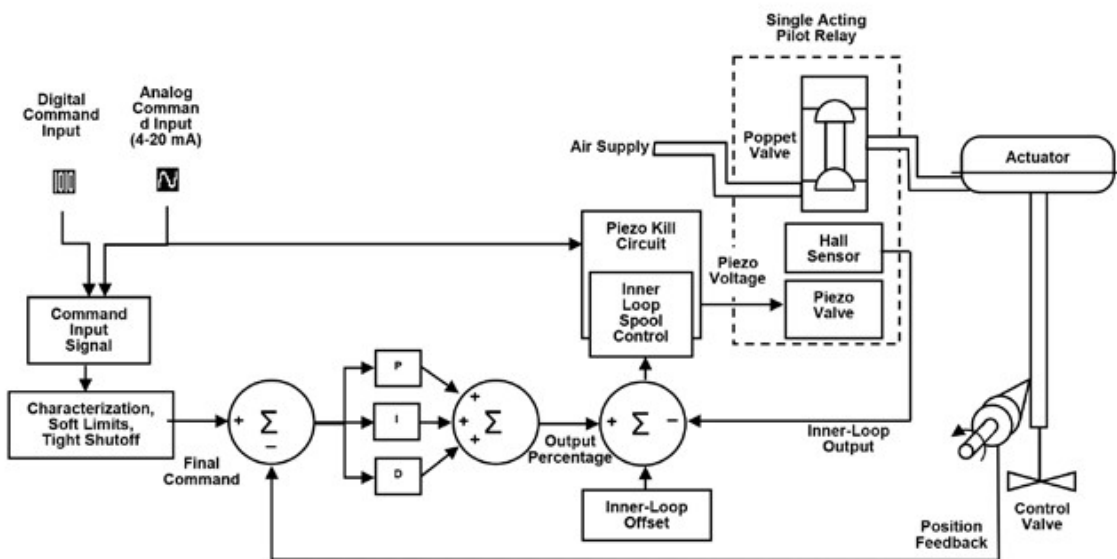 Single Acting
Pilot Relay
Digital
Command
Input
Analog
Comman
d Input
(4-20 mA)
Air Supply
Poppet
Valve
Actuator
Piezo Kill
Circuit
Piezo
Voltage
Hall
Sensor
Inner
Loop
Spool
Control
Piezo
Valve
Command
Input
Signal
Characterization,
Soft Limits,
Tight Shutoff
Final
Command
+ Σ
−
P
I
D
+
+ Σ
+
Output
Percentage
+ Σ −
Inner-Loop
Output
Inner-Loop
Offset
Position
Feedback
Control
Valve